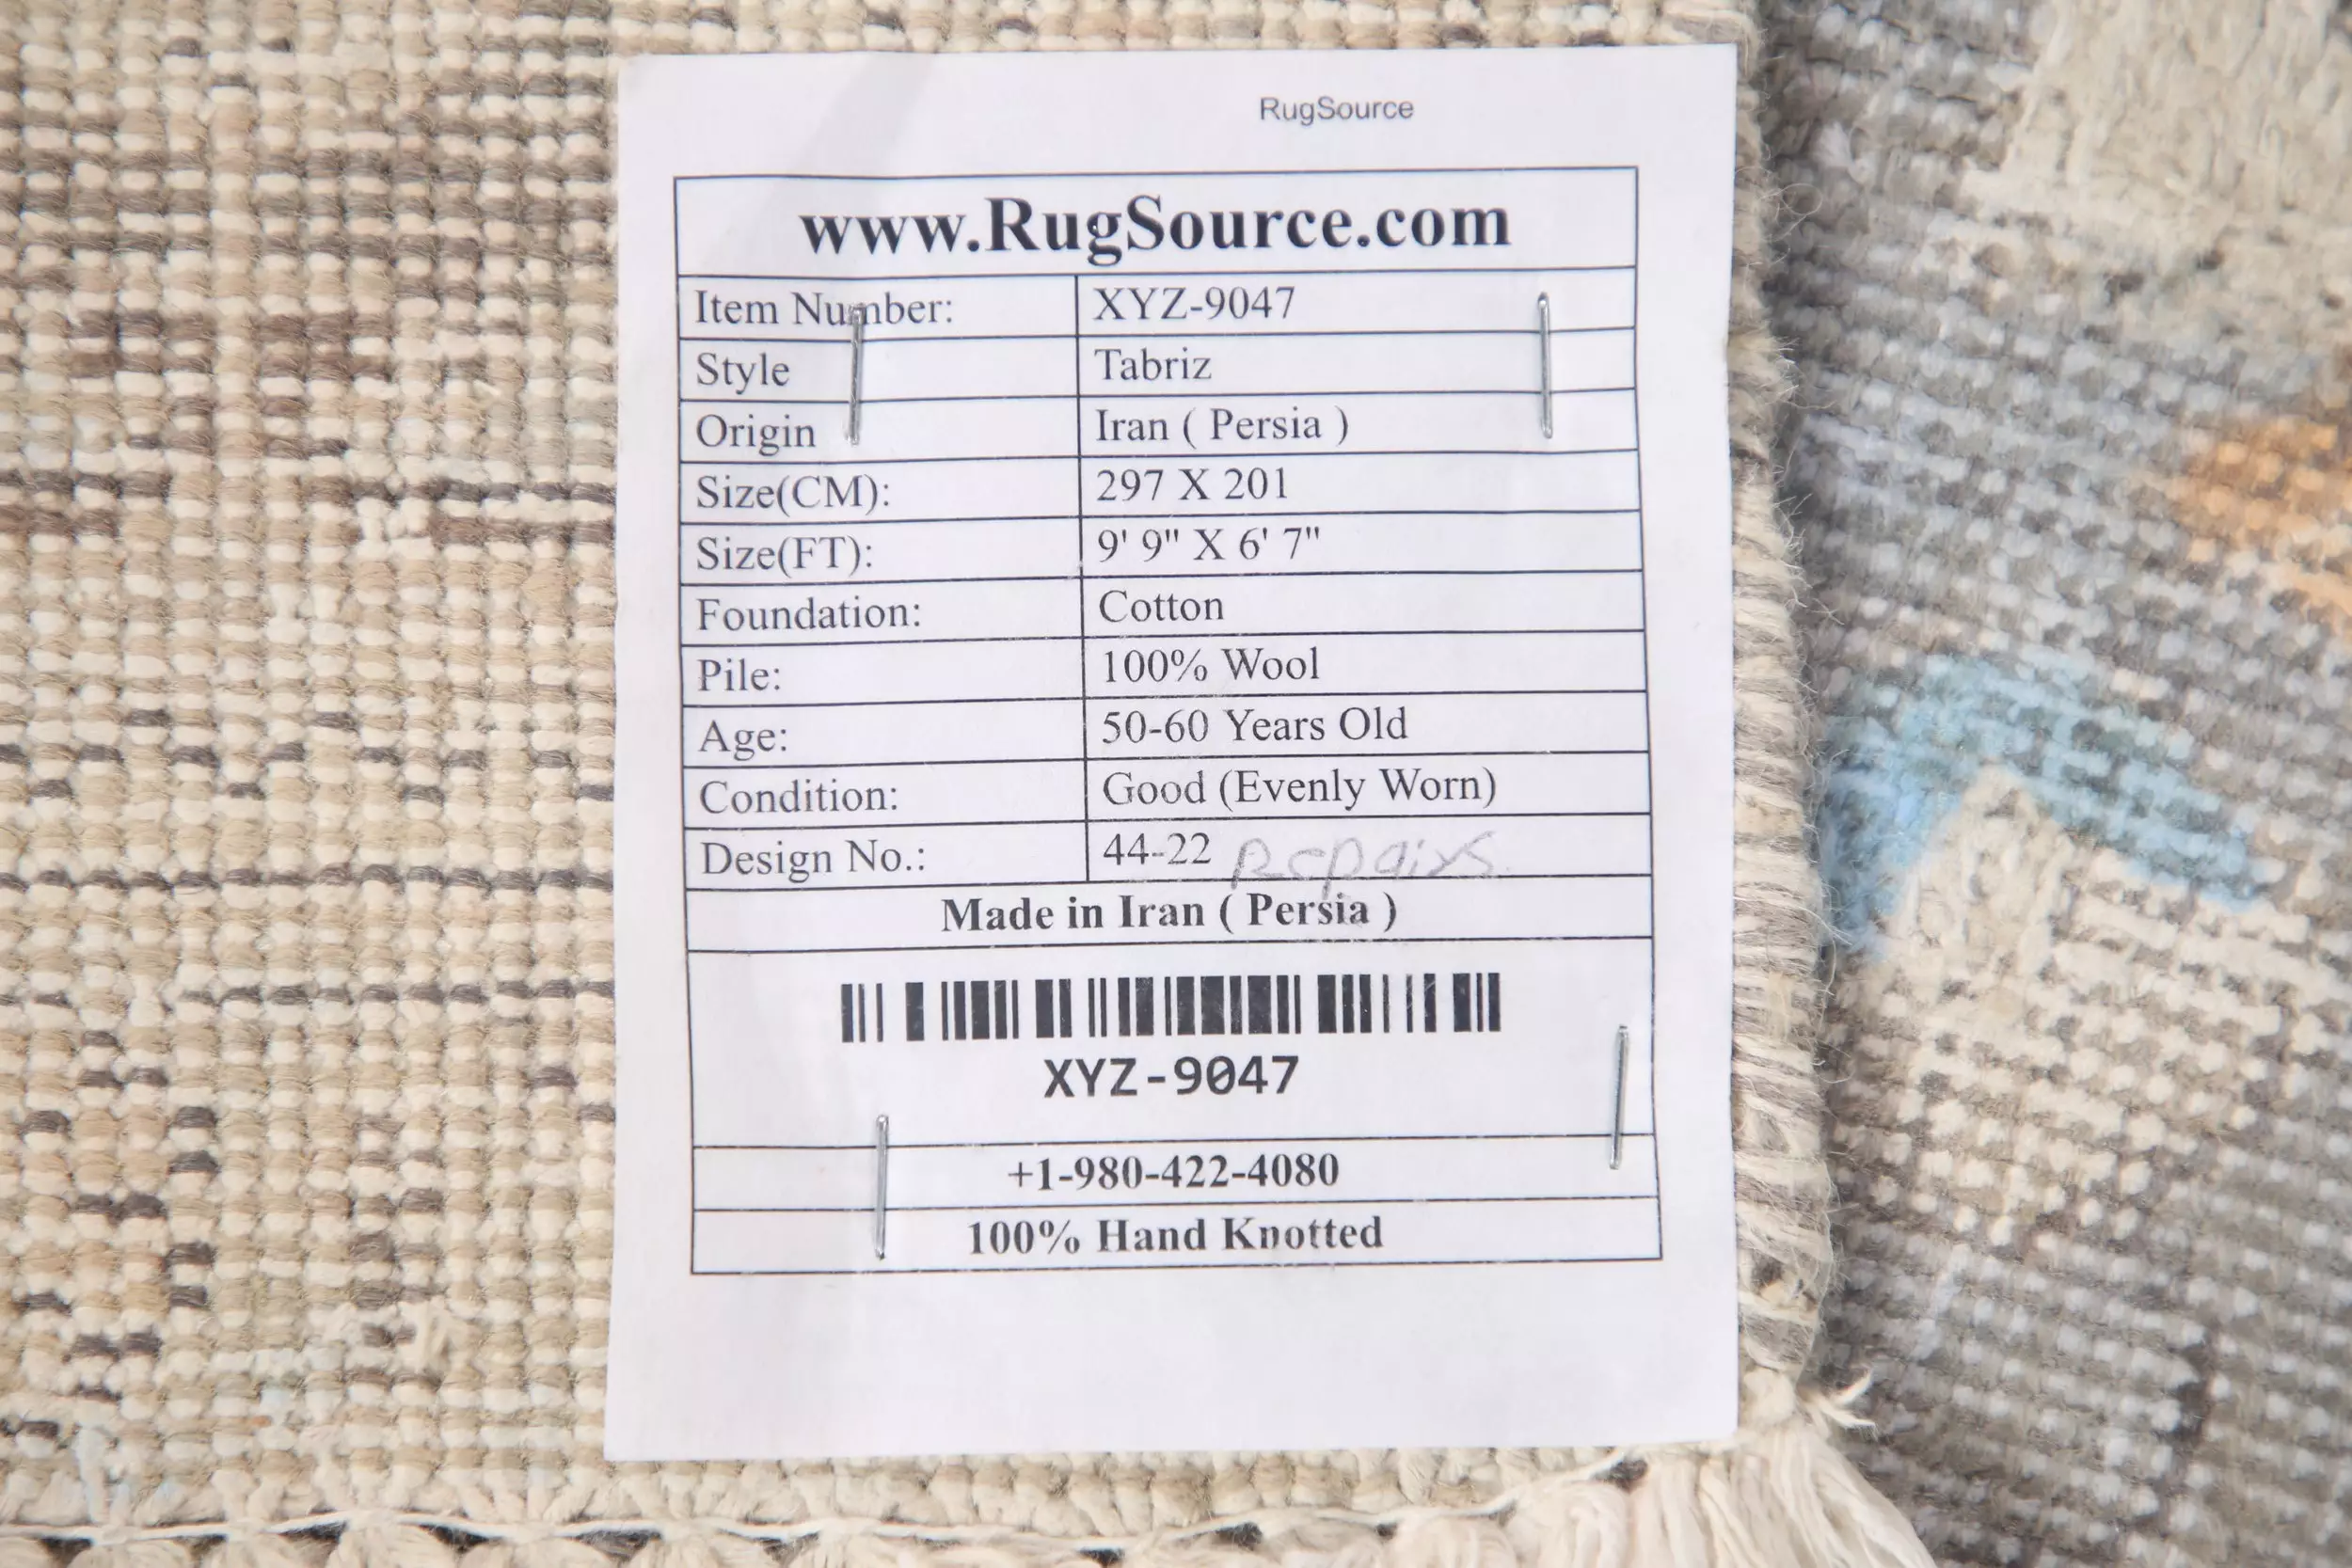 RugSource
www.RugSource.com
Item Number: XYZ-9047
Style Tabriz
Origin Iran ( Persia )
Size(CM): 297 X 201
Size(FT): 9' 9" X 6' 7"
Foundation: Cotton
Pile: 100% Wool
Age: 50-60 Years Old
Condition: Good (Evenly Worn)
Design No.: 44-22 Repairs
Made in Iran ( Persia )
XYZ-9047
+1-980-422-4080
100% Hand Knotted